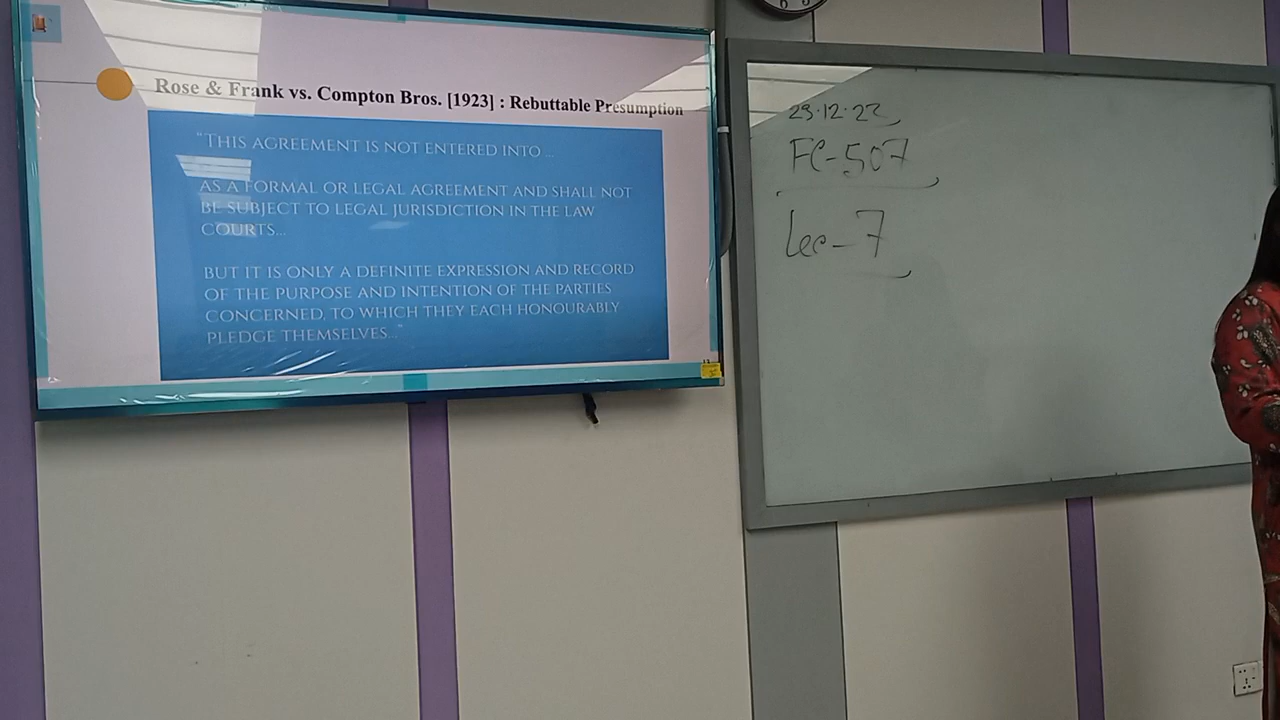 Rose & Frank vs. Compton Bros. [1923] : Rebuttable Presumption
"THIS AGREEMENT IS NOT ENTERED INTO ...
AS A FORMAL OR LEGAL AGREEMENT AND SHALL NOT
BE SUBJECT TO LEGAL JURISDICTION IN THE LAW
COURTS...
BUT IT IS ONLY A DEFINITE EXPRESSION AND RECORD
OF THE PURPOSE AND INTENTION OF THE PARTIES
CONCERNED, TO WHICH THEY EACH HONOURABLY
PLEDGE THEMSELVES..."
FC-507
Lec-7